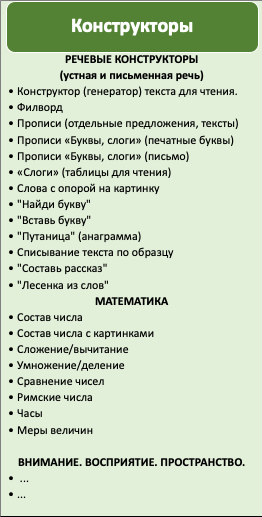 Конструкторы
РЕЧЕВЫЕ КОНСТРУКТОРЫ
(устная и письменная речь)
• Конструктор (генератор) текста для чтения.
• Филворд
• Прописи (отдельные предложения, тексты)
• Прописи «Буквы, слоги» (печатные буквы)
• Прописи «Буквы, слоги» (письмо)
• «Слоги» (таблицы для чтения)
• Слова с опорой на картинку
• "Найди букву"
• "Вставь букву"
• "Путаница" (анаграмма)
• Списывание текста по образцу
• "Составь рассказ"
• "Лесенка из слов"
МАТЕМАТИКА
• Состав числа
• Состав числа с картинками
• Сложение/вычитание
• Умножение/деление
• Сравнение чисел
• Римские числа
• Часы
• Меры величин
ВНИМАНИЕ. ВОСПРИЯТИЕ. ПРОСТРАНСТВО.
• ...
• ...